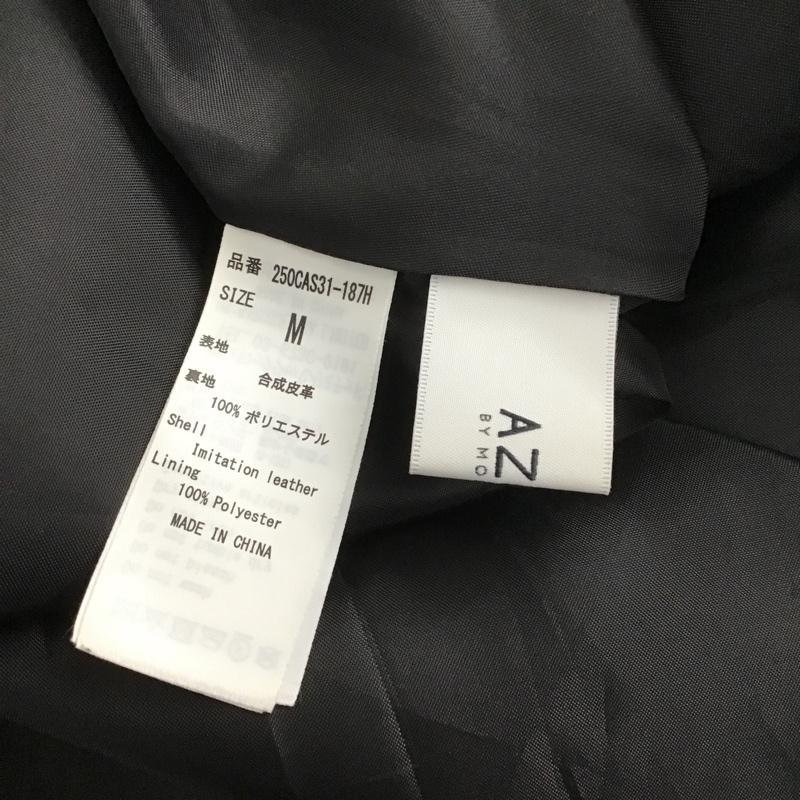 品番 250CAS31-187H
SIZE
M
表地
合成皮革
裏地
100% ポリエステル
Shell
Imitation leather
Lining
100% Polyester
MADE IN CHINA
AZ
BY MO